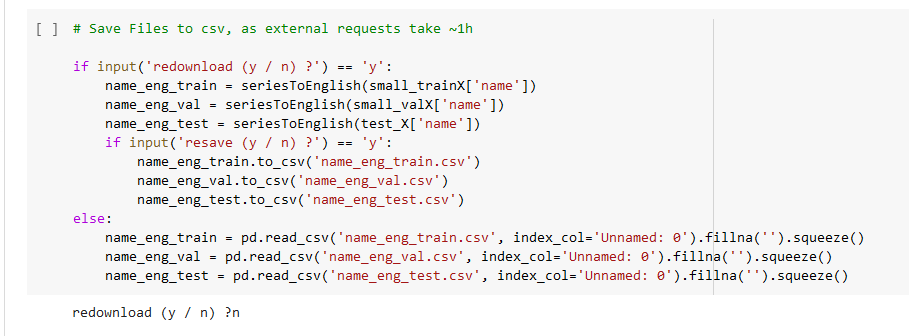 [ ] # Save Files to csv, as external requests take ~1h
if input('redownload (y / n) ?') == 'y':
    name_eng_train = seriesToEnglish(small_trainX['name'])
    name_eng_val = seriesToEnglish(small_valX['name'])
    name_eng_test = seriesToEnglish(test_X['name'])
    if input('resave (y / n) ?') == 'y':
        name_eng_train.to_csv('name_eng_train.csv')
        name_eng_val.to_csv('name_eng_val.csv')
        name_eng_test.to_csv('name_eng_test.csv')
else:
    name_eng_train = pd.read_csv('name_eng_train.csv', index_col='Unnamed: 0').fillna('').squeeze()
    name_eng_val = pd.read_csv('name_eng_val.csv', index_col='Unnamed: 0').fillna('').squeeze()
    name_eng_test = pd.read_csv('name_eng_test.csv', index_col='Unnamed: 0').fillna('').squeeze()
redownload (y / n) ?n